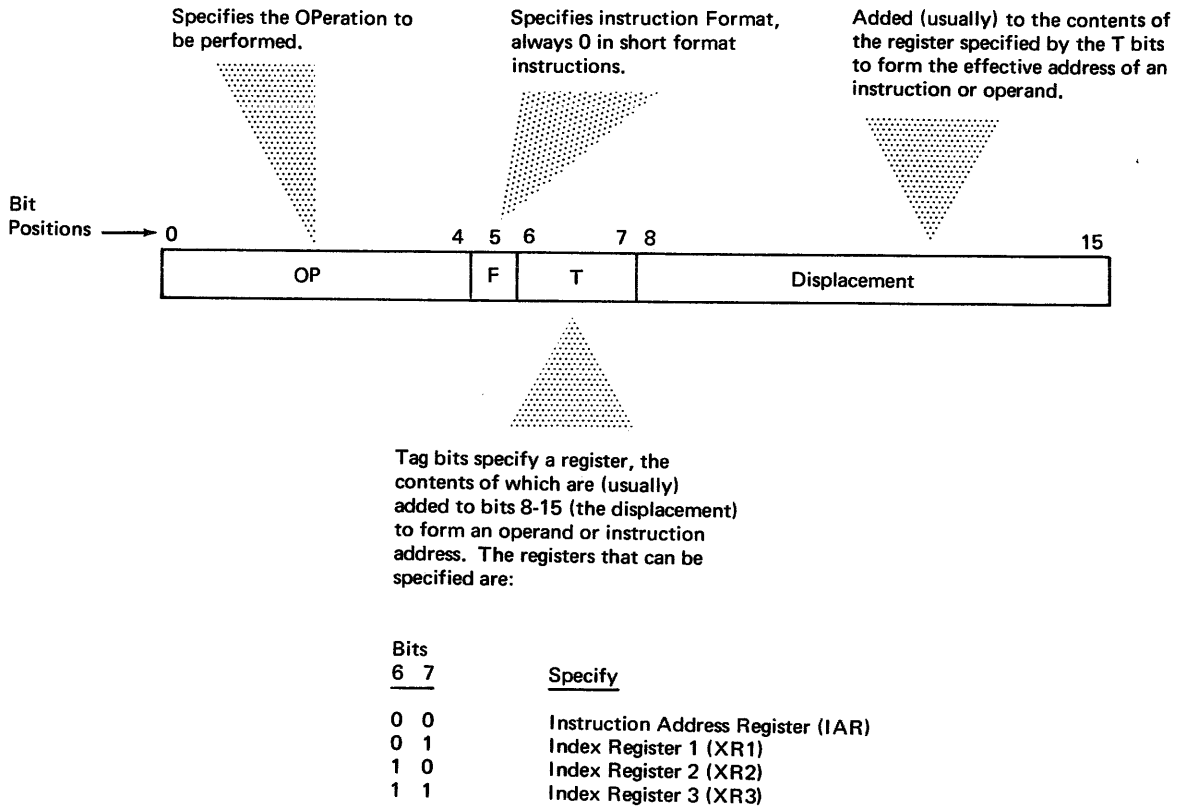 Specifies the OPeration to
be performed.
Specifies instruction Format,
always 0 in short format
instructions.
Added (usually) to the contents of
the register specified by the T bits
to form the effective address of an
instruction or operand.
Bit
Positions
0 4 5 6 7 8 15
OP F T Displacement
Tag bits specify a register, the
contents of which are (usually)
added to bits 8-15 (the displacement)
to form an operand or instruction
address. The registers that can be
specified are:
Bits
6 7 Specify
0 0 Instruction Address Register (IAR)
0 1 Index Register 1 (XR1)
1 0 Index Register 2 (XR2)
1 1 Index Register 3 (XR3)